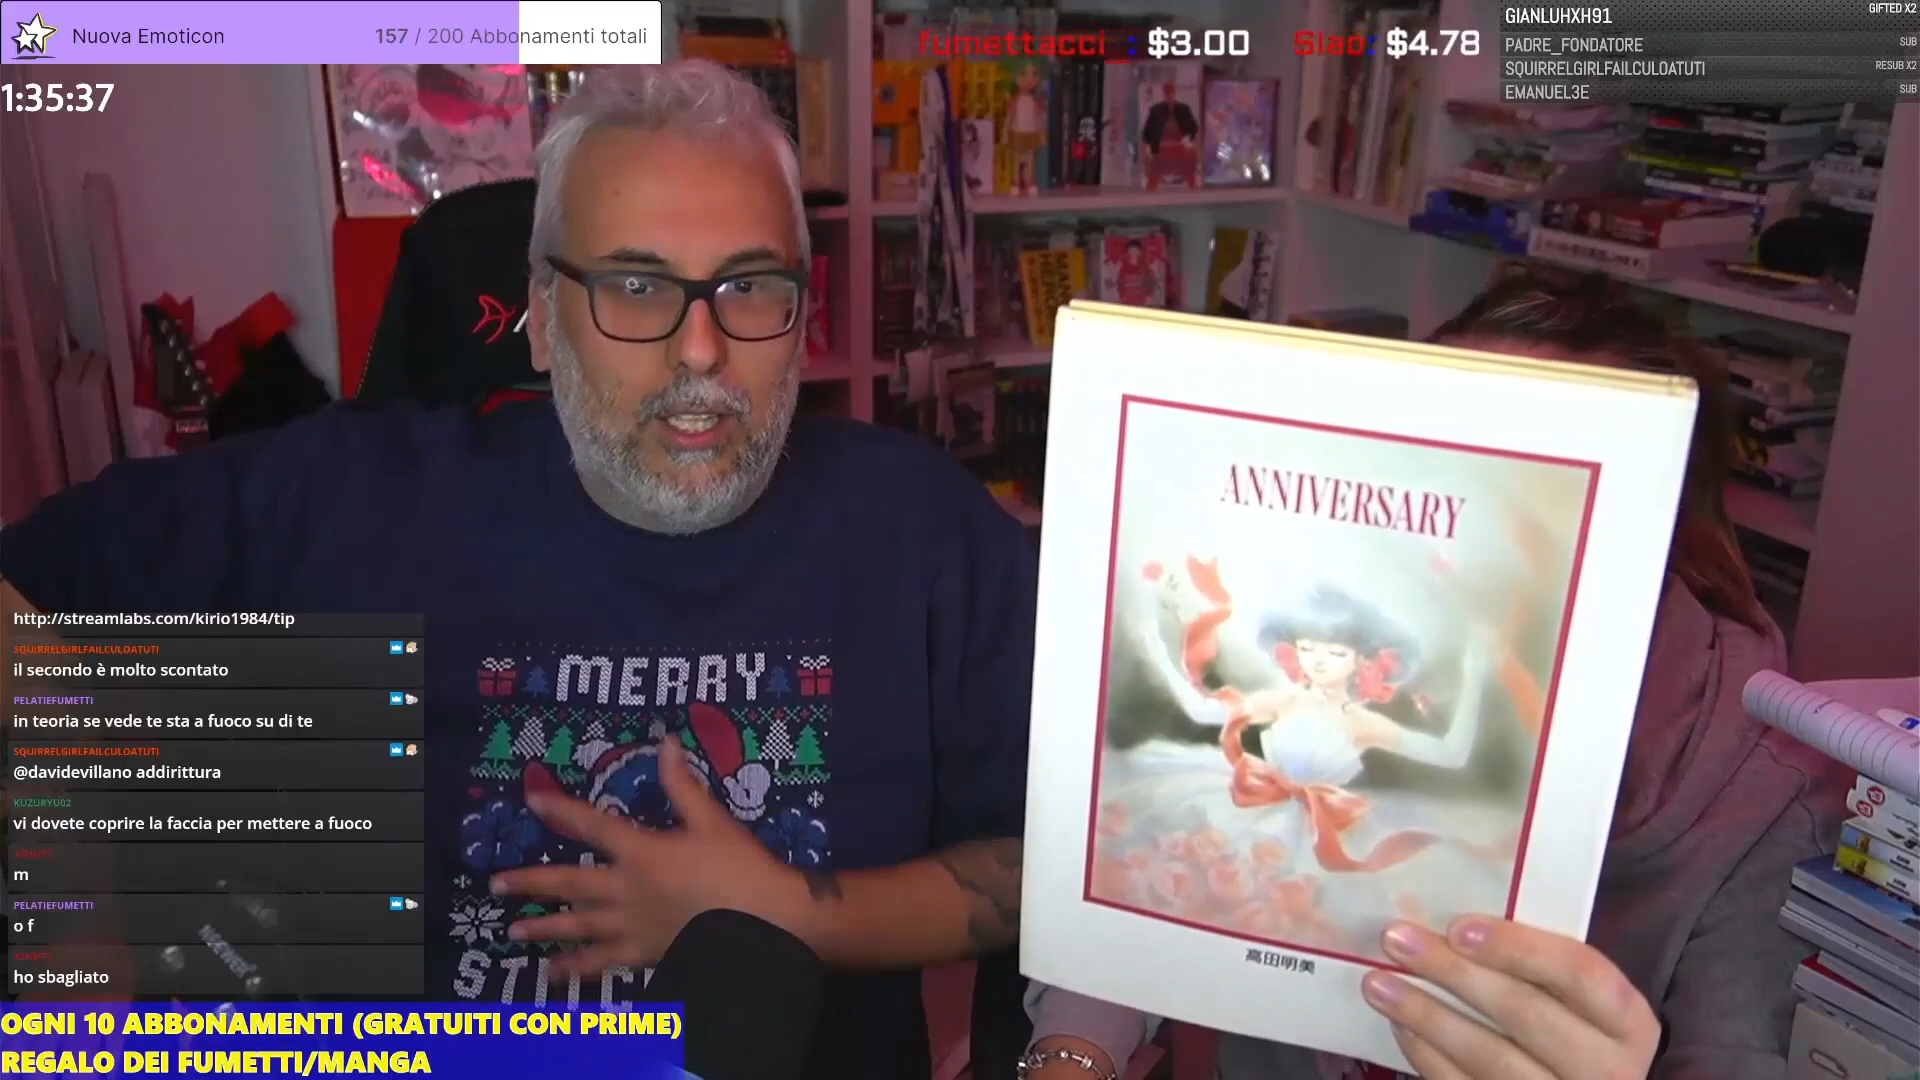 Nuova Emoticon
157 / 200 Abbonamenti totali
fumettacci_: $3.00
Slao: $4.78
GIANLUHXH91
GIFTED X2
PADRE_FONDATORE
SUB
SQUIRRELGIRLFAILCULOATUTI
RESUB X2
EMANUEL3E
SUB
1:35:37
ANNIVERSARY
高田明美
MERRY
http://streamlabs.com/kirio1984/tip
SQUIRRELGIRLFAILCULOATUTI
il secondo è molto scontato
PELATIEFUMETTI
in teoria se vede te sta a fuoco su di te
SQUIRRELGIRLFAILCULOATUTI
@davidevillano addirittura
KUZURYU02
vi dovete coprire la faccia per mettere a fuoco
m
PELATIEFUMETTI
o f
ho sbagliato
NEEWER
OGNI 10 ABBONAMENTI (GRATUITI CON PRIME)
REGALO DEI FUMETTI/MANGA